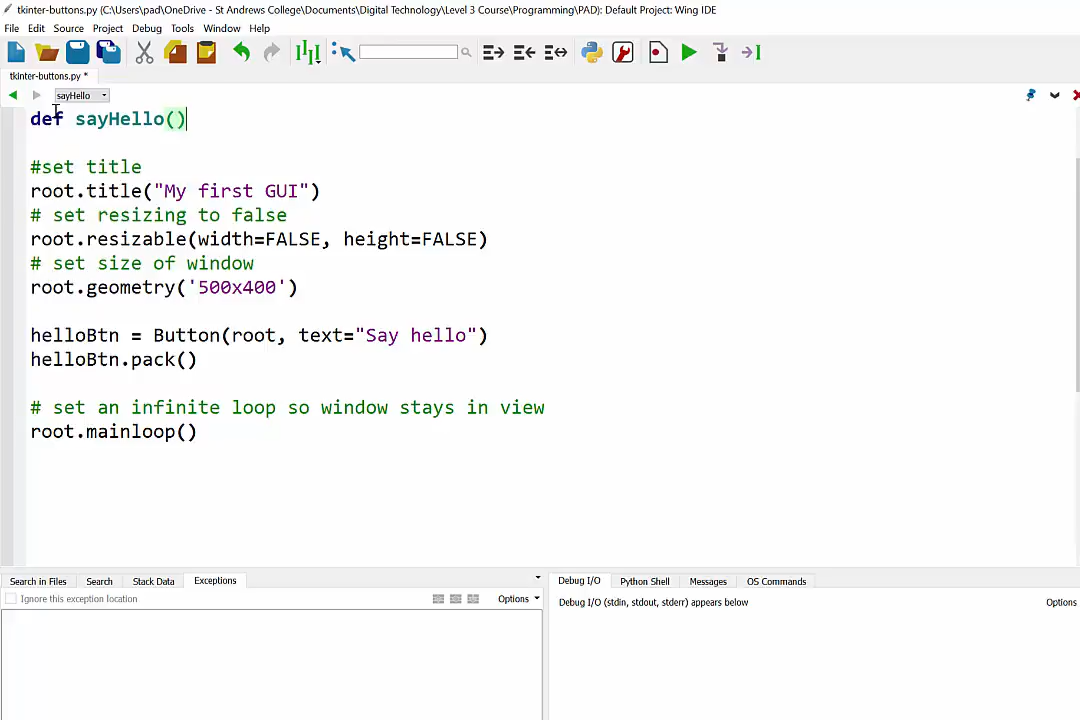 tkinter-buttons.py (C:\Users\pad\OneDrive - St Andrews College\Documents\Digital Technology\Level 3 Course\Programming\PAD): Default Project: Wing IDE
File Edit Source Project Debug Tools Window Help
tkinter-buttons.py *
sayHello
def sayHello()
#set title
root.title("My first GUI")
# set resizing to false
root.resizable(width=FALSE, height=FALSE)
# set size of window
root.geometry('500x400')
helloBtn = Button(root, text="Say hello")
helloBtn.pack()
# set an infinite loop so window stays in view
root.mainloop()
Search in Files Search Stack Data Exceptions
Ignore this exception location Options
Debug I/O Python Shell Messages OS Commands
Debug I/O (stdin, stdout, stderr) appears below Options